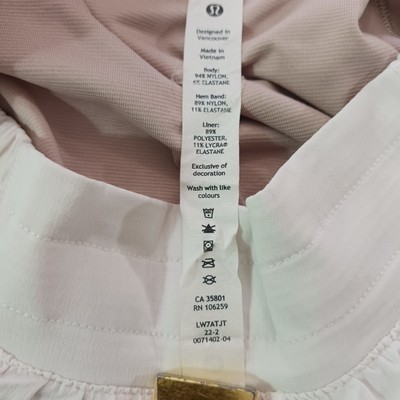 Designed in
Vancouver
Made in
Vietnam
Body:
94% NYLON,
6% ELASTANE
Hem Band:
89% NYLON,
11% ELASTANE
Liner:
89%
POLYESTER,
11% LYCRA®
ELASTANE
Exclusive of
decoration
Wash with like
colours
CA 35801
RN 106259
LW7ATJT
22-2
0071402-04